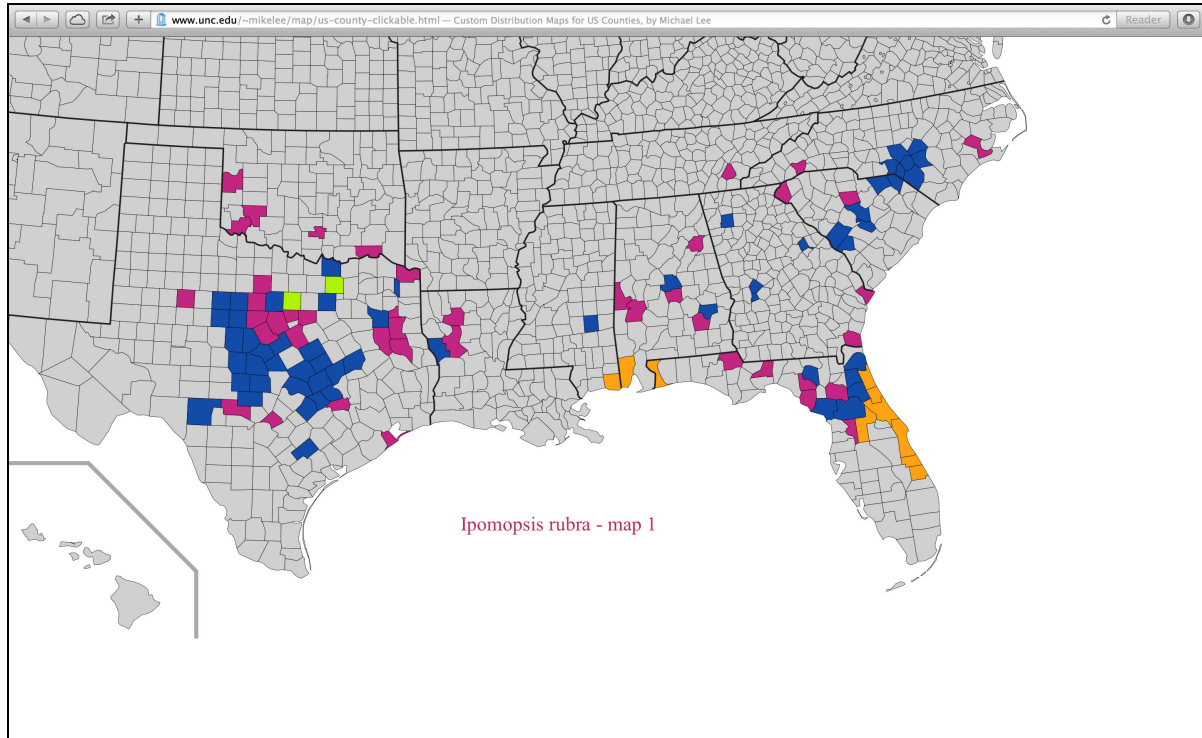 www.unc.edu/~mikelee/map/us-county-clickable.html — Custom Distribution Maps for US Counties, by Michael Lee
Reader
Ipomopsis rubra - map 1